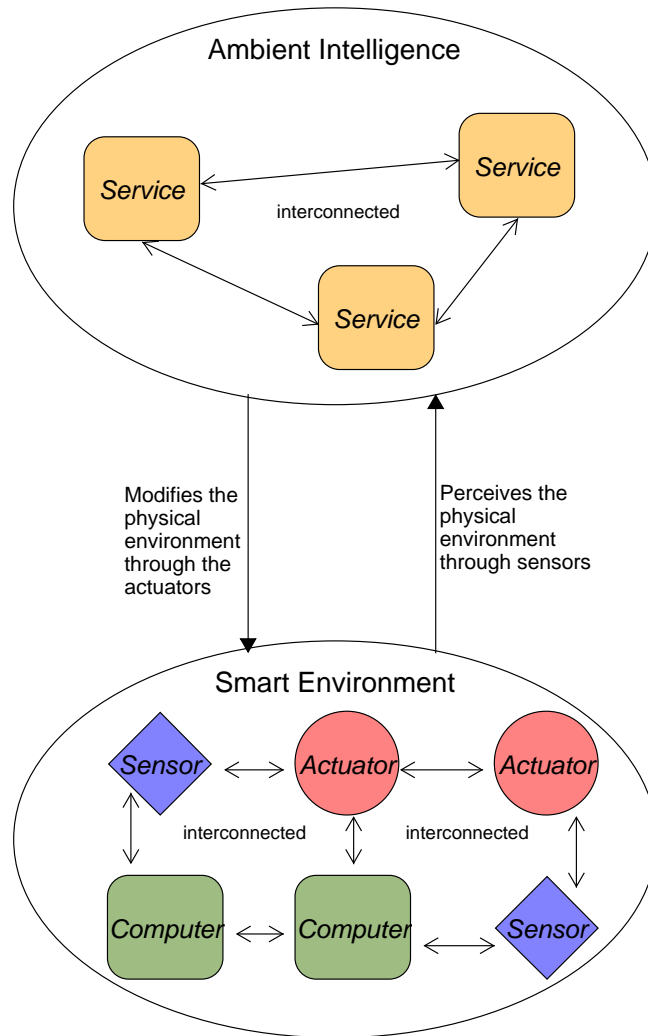 Ambient Intelligence
Service
Service
interconnected
Service
Modifies the
physical
environment
through the
actuators
Perceives the
physical
environment
through sensors
Smart Environment
Sensor
Actuator
Actuator
interconnected
interconnected
Computer
Computer
Sensor